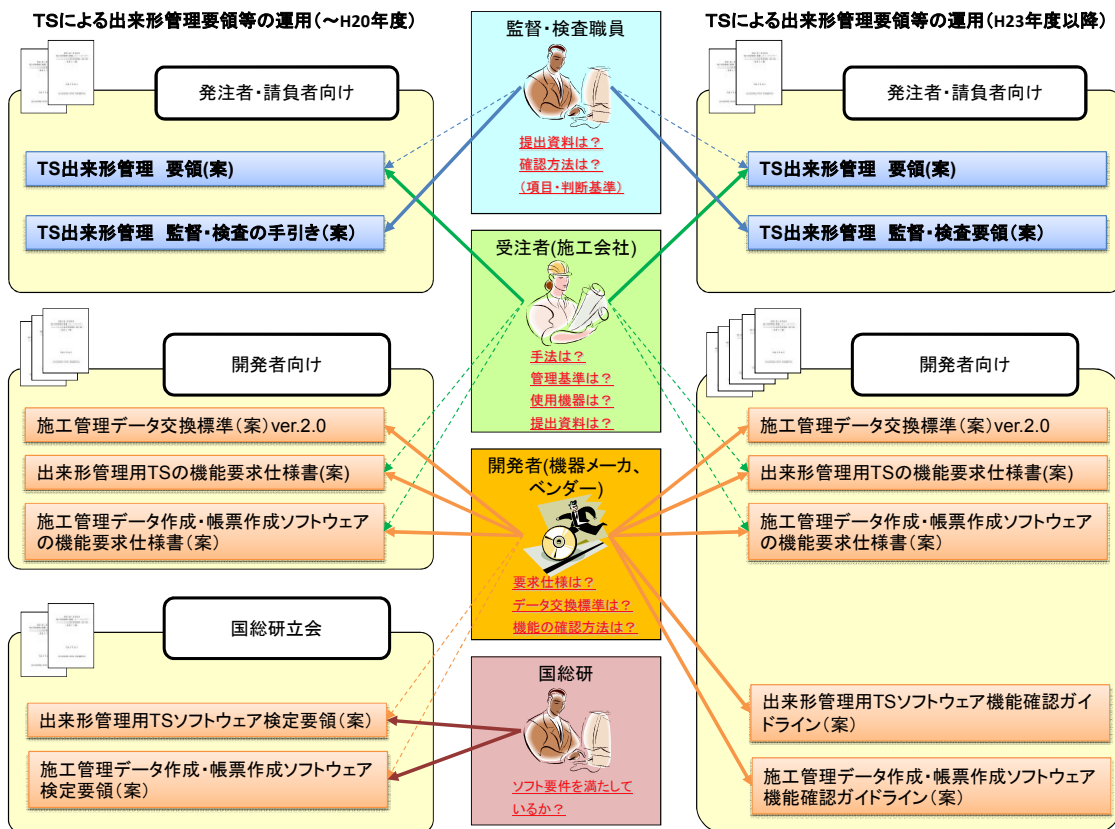 TSによる出来形管理要領等の運用(～H20年度)
発注者・請負者向け
TS出来形管理 要領(案)
TS出来形管理 監督・検査の手引き(案)
開発者向け
施工管理データ交換標準(案)ver.2.0
出来形管理用TSの機能要求仕様書(案)
施工管理データ作成・帳票作成ソフトウェア
の機能要求仕様書(案)
国総研立会
出来形管理用TSソフトウェア検定要領(案)
施工管理データ作成・帳票作成ソフトウェア
検定要領(案)
監督・検査職員
提出資料は?
確認方法は?
(項目・判断基準)
受注者(施工会社)
手法は?
管理基準は?
使用機器は?
提出資料は?
開発者(機器メーカ、
ベンダー)
要求仕様は?
データ交換標準は?
機能の確認方法は?
国総研
ソフト要件を満たして
いるか?
TSによる出来形管理要領等の運用(H23年度以降)
発注者・請負者向け
TS出来形管理 要領(案)
TS出来形管理 監督・検査要領(案)
開発者向け
施工管理データ交換標準(案)ver.2.0
出来形管理用TSの機能要求仕様書(案)
施工管理データ作成・帳票作成ソフトウェア
の機能要求仕様書(案)
出来形管理用TSソフトウェア機能確認ガイ
ドライン(案)
施工管理データ作成・帳票作成ソフトウェア
機能確認ガイドライン(案)